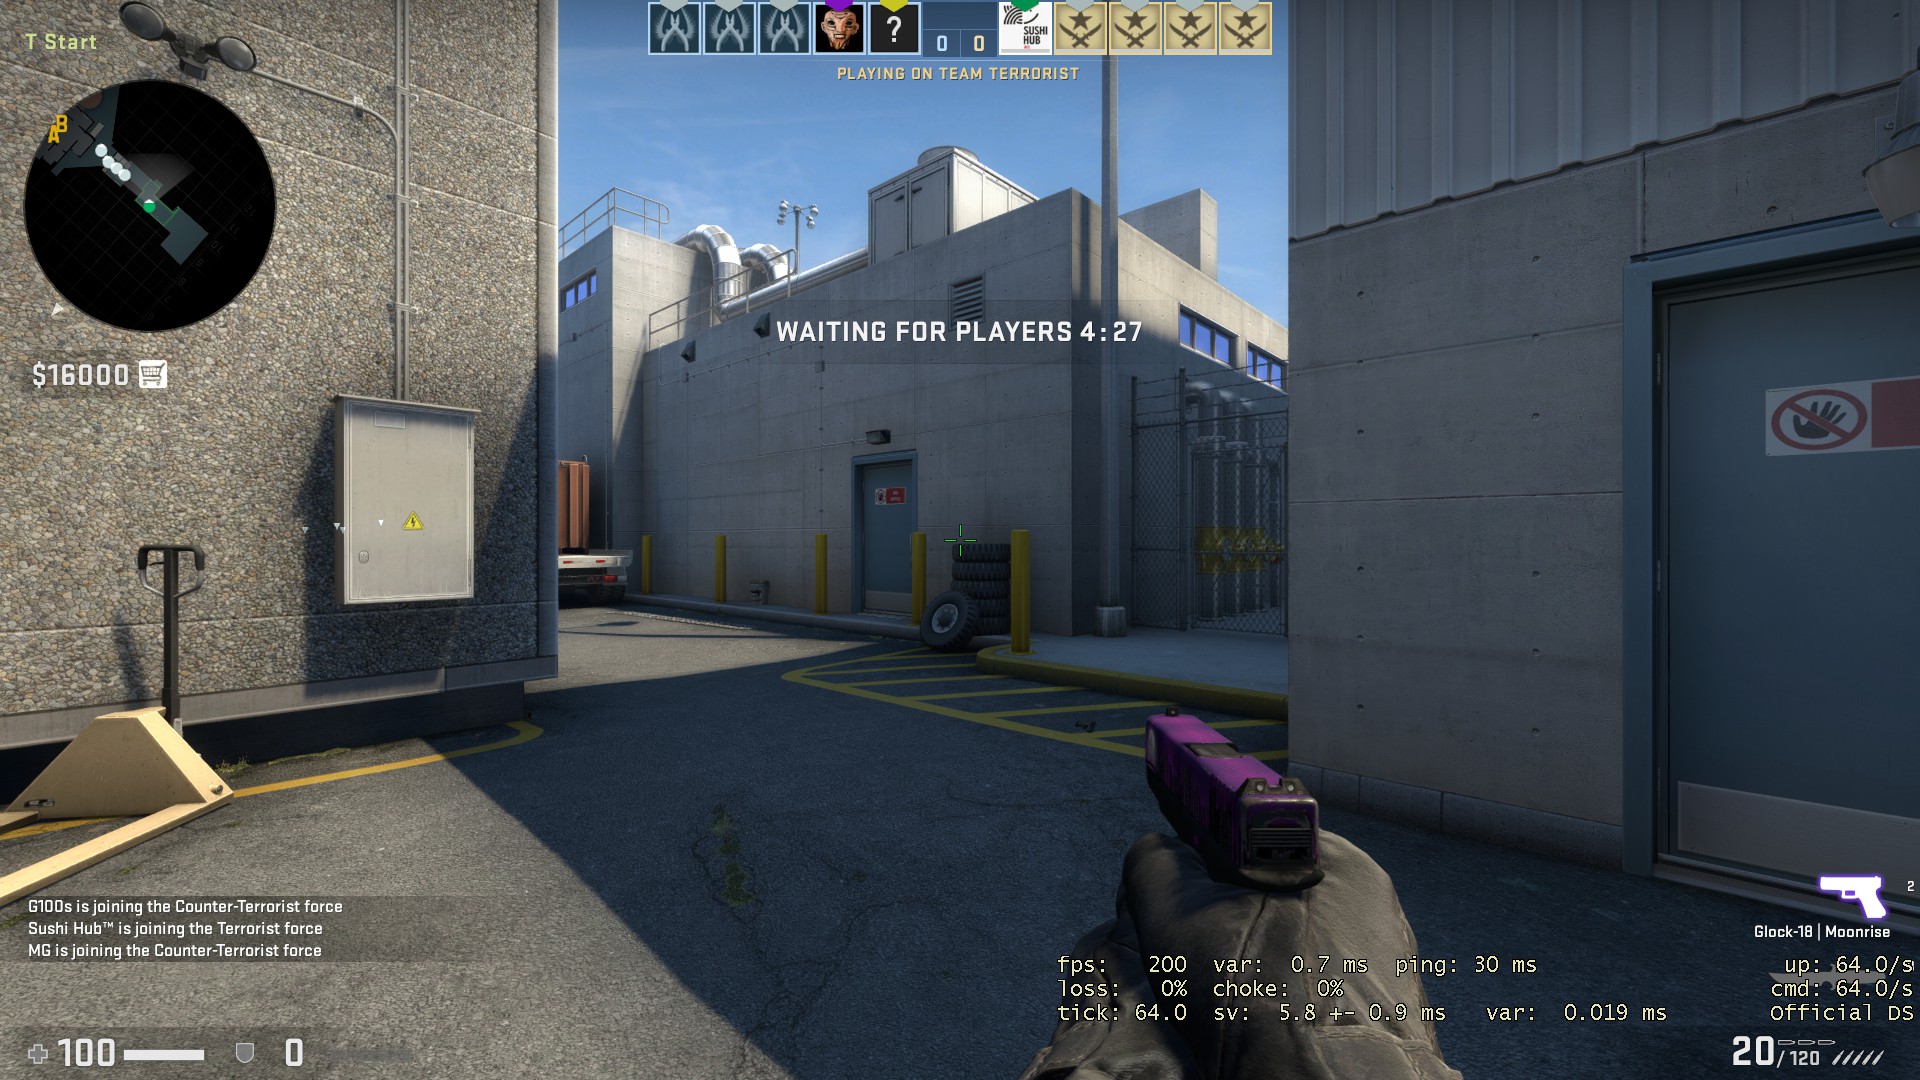 T Start
?
0 0
SUSHI
HUB
PLAYING ON TEAM TERRORIST
A
B
WAITING FOR PLAYERS 4:27
$16000
G100s is joining the Counter-Terrorist force
Sushi Hub™ is joining the Terrorist force
MG is joining the Counter-Terrorist force
2
Glock-18 | Moonrise
fps: 200 var: 0.7 ms ping: 30 ms
up: 64.0/s
loss: 0% choke: 0%
cmd: 64.0/s
tick: 64.0 sv: 5.8 +- 0.9 ms var: 0.019 ms
Official DS
100
0
20/120